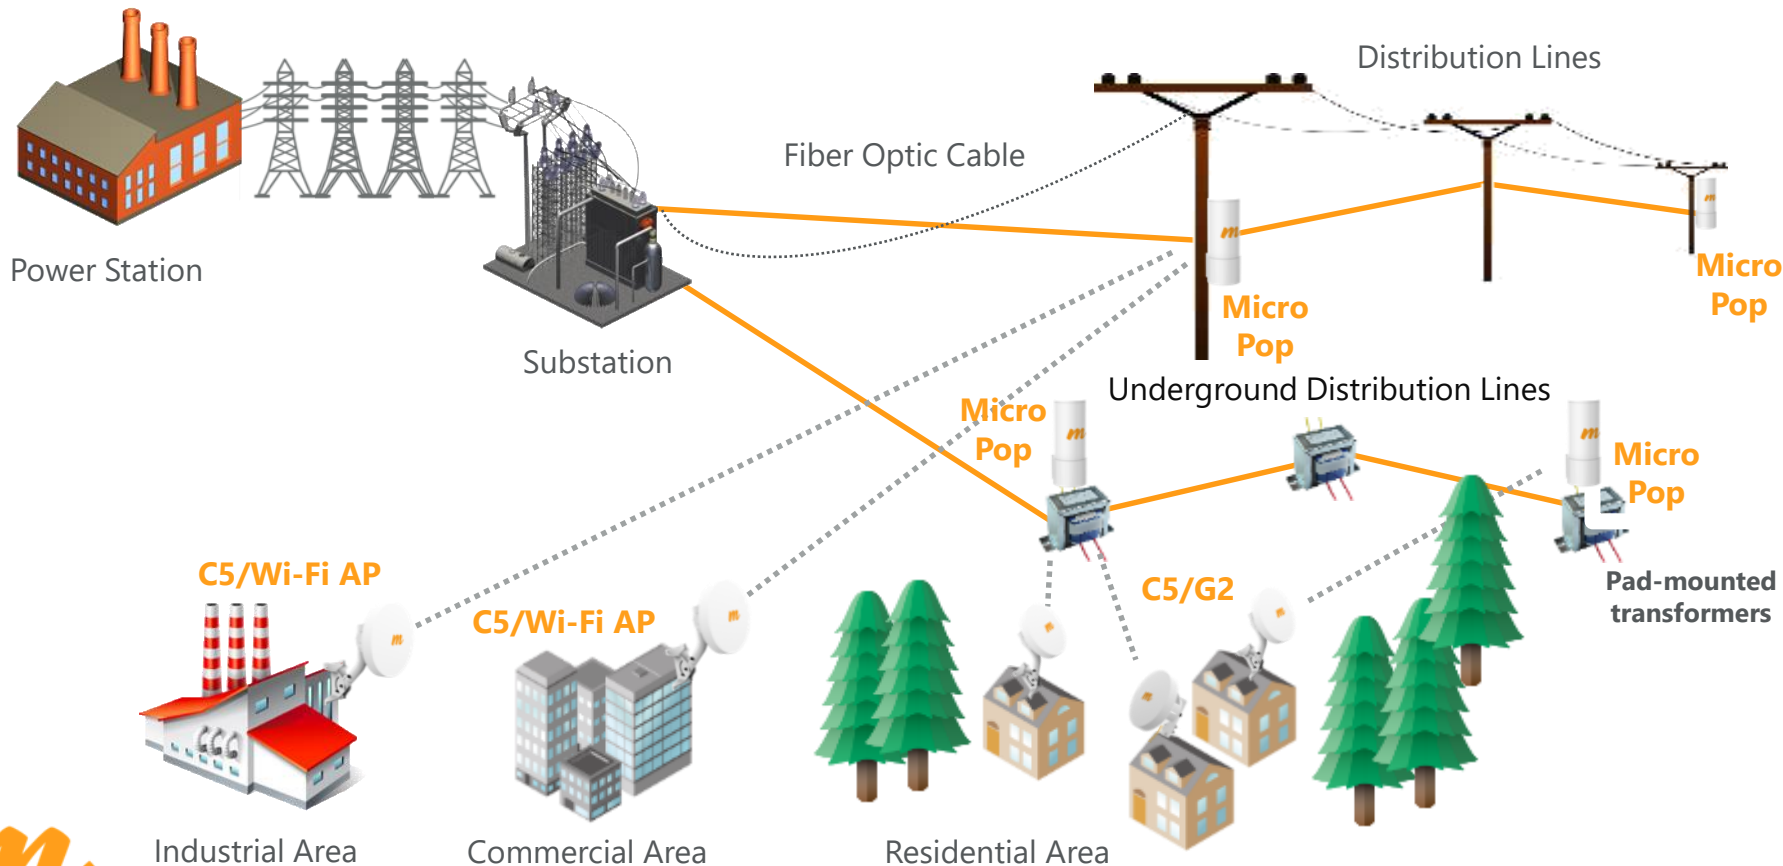 Distribution Lines
Fiber Optic Cable
Power Station
Substation
m
m
Micro
Pop
Micro
Pop
Underground Distribution Lines
Micro
Pop
m
m
Micro
Pop
Pad-mounted
transformers
C5/Wi-Fi AP
m
C5/Wi-Fi AP
m
C5/G2
m
m
m
Industrial Area
Commercial Area
Residential Area
m